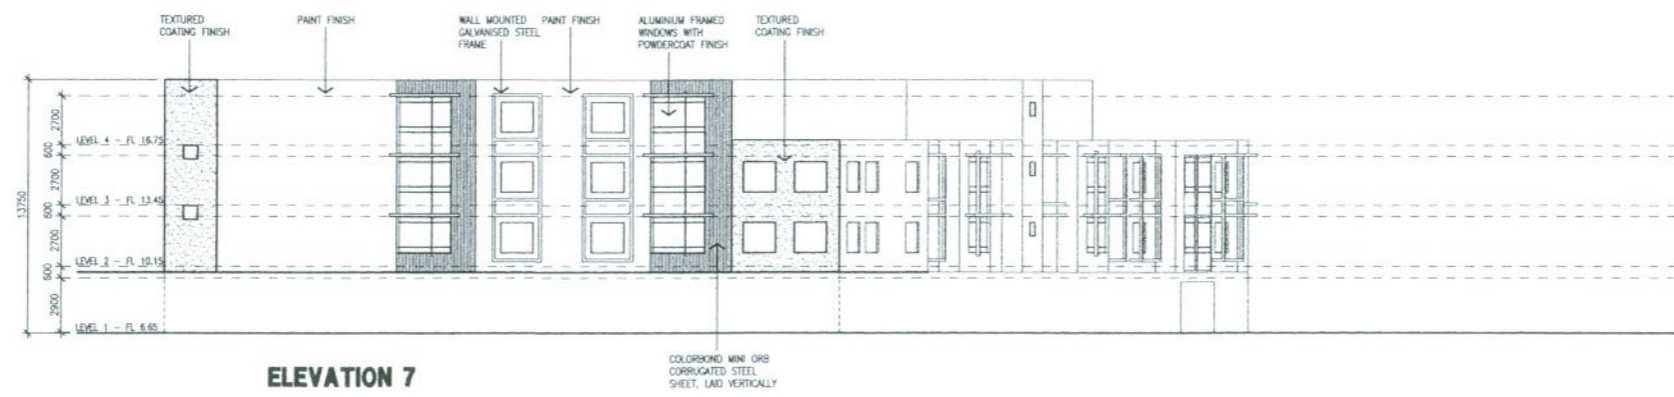 TEXTURED
COATING FINISH
PAINT FINISH
WALL MOUNTED
GALVANISED STEEL
FRAME
PAINT FINISH
ALUMINIUM FRAMED
WINDOWS WITH
POWDERCOAT FINISH
TEXTURED
COATING FINISH
13750
2700
600
2700
600
2700
600
2900
LEVEL 4 - FL 16.75
LEVEL 3 - FL 13.45
LEVEL 2 - FL 10.15
LEVEL 1 - FL 6.65
COLORBOND MINI ORB
CORRUGATED STEEL
SHEET, LAID VERTICALLY
ELEVATION 7